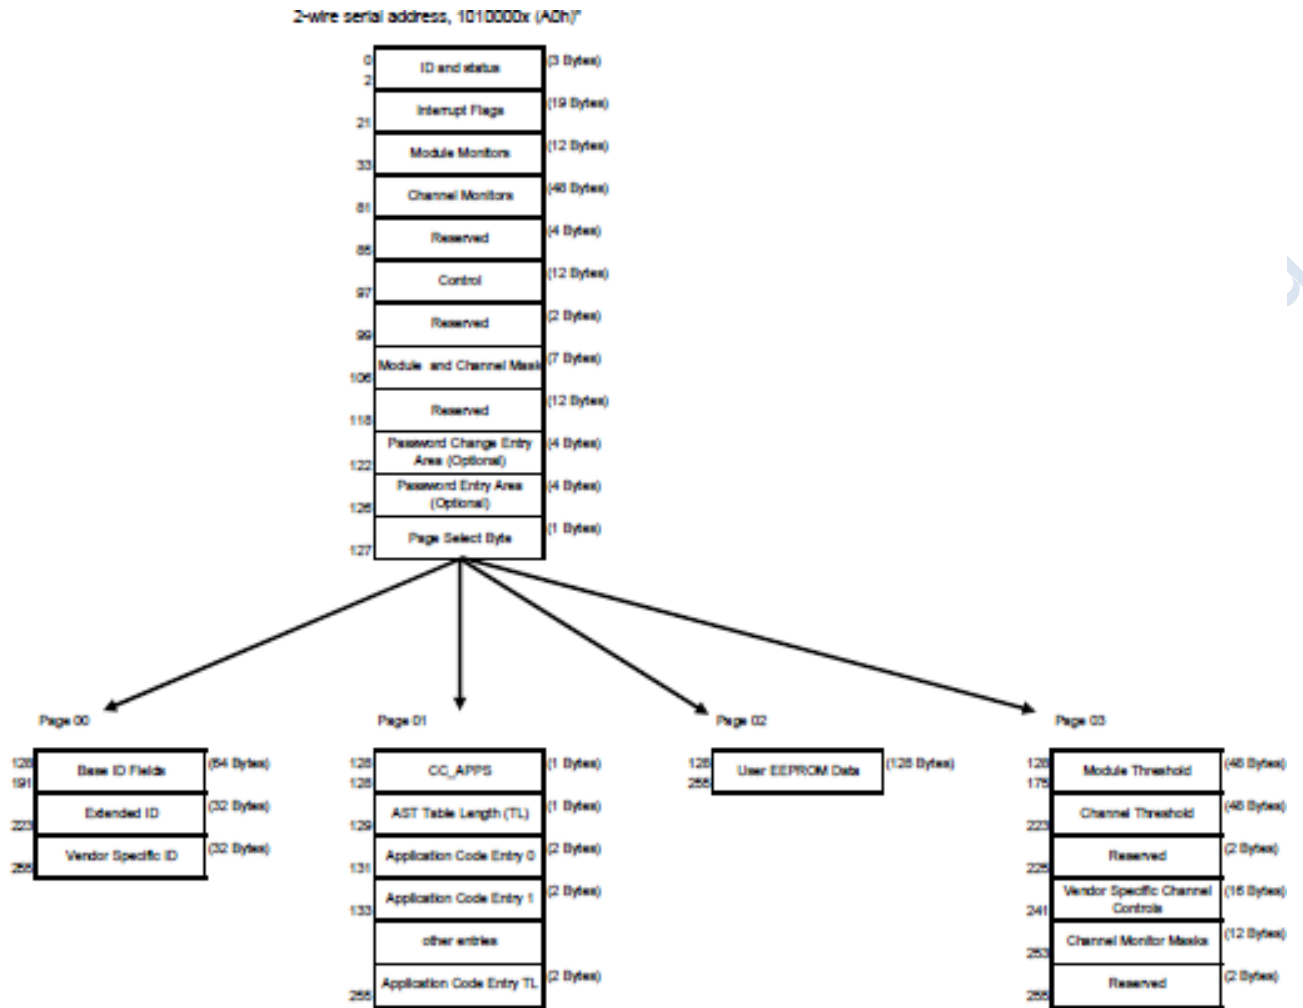 2-wire serial address, 1010000x (A0h)"
0
2
ID and status
(3 Bytes)
21
Interrupt Flags
(19 Bytes)
33
Module Monitors
(12 Bytes)
81
Channel Monitors
(48 Bytes)
85
Reserved
(4 Bytes)
97
Control
(12 Bytes)
99
Reserved
(2 Bytes)
106
Module and Channel Mask
(7 Bytes)
118
Reserved
(12 Bytes)
122
Password Change Entry
Area (Optional)
(4 Bytes)
126
Password Entry Area
(Optional)
(4 Bytes)
127
Page Select Byte
(1 Bytes)
Page 00
128
191
Base ID Fields
(64 Bytes)
223
Extended ID
(32 Bytes)
255
Vendor Specific ID
(32 Bytes)
Page 01
128
128
CC_APPS
(1 Bytes)
129
AST Table Length (TL)
(1 Bytes)
131
Application Code Entry 0
(2 Bytes)
133
Application Code Entry 1
(2 Bytes)
other entries
255
Application Code Entry TL
(2 Bytes)
Page 02
128
255
User EEPROM Data
(128 Bytes)
Page 03
128
175
Module Threshold
(48 Bytes)
223
Channel Threshold
(48 Bytes)
225
Reserved
(2 Bytes)
241
Vendor Specific Channel
Controls
(16 Bytes)
253
Channel Monitor Masks
(12 Bytes)
255
Reserved
(2 Bytes)